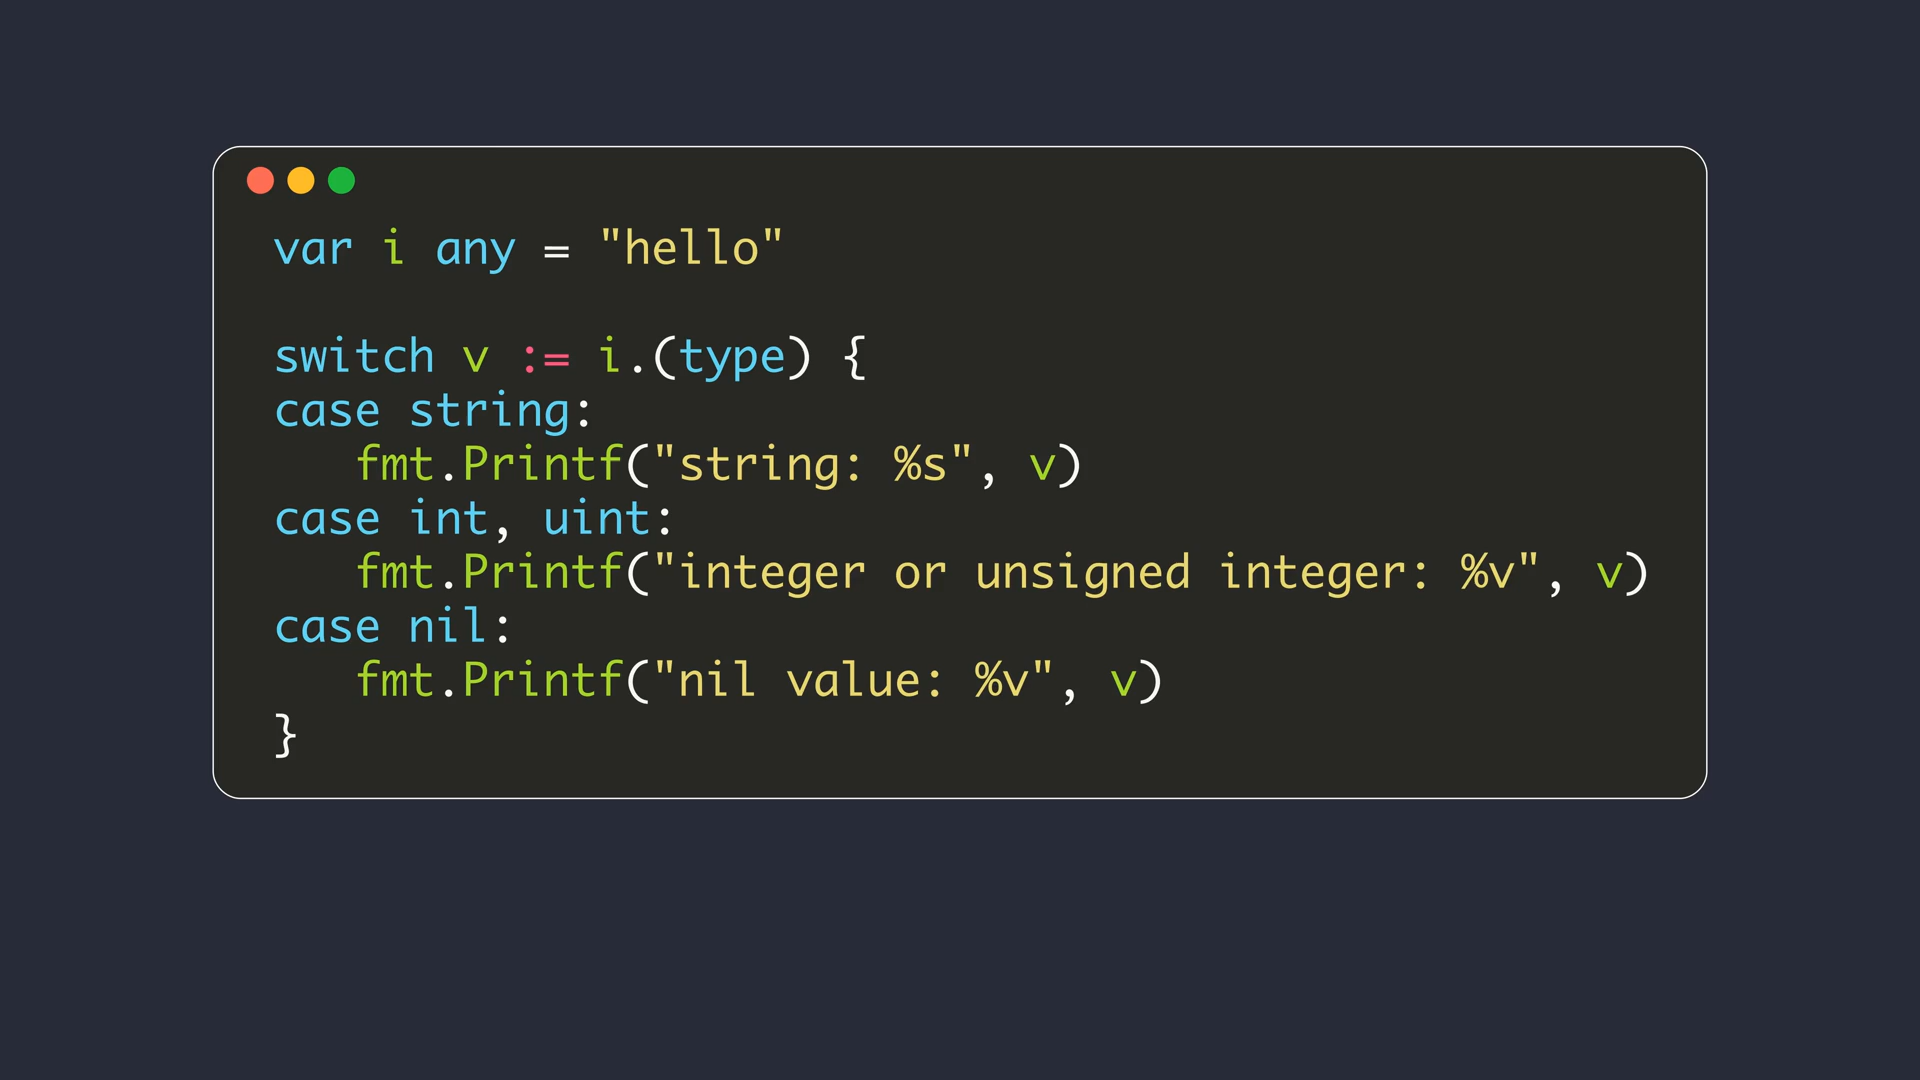 var i any = "hello"

switch v := i.(type) {
case string:
   fmt.Printf("string: %s", v)
case int, uint:
   fmt.Printf("integer or unsigned integer: %v", v)
case nil:
   fmt.Printf("nil value: %v", v)
}